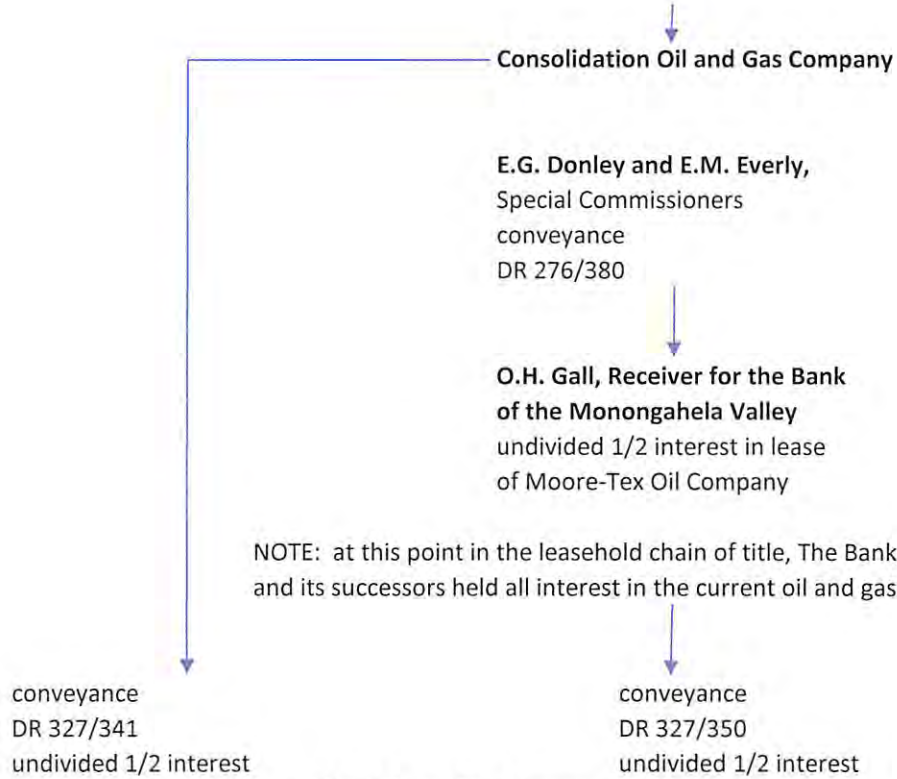 Consolidation Oil and Gas Company
E.G. Donley and E.M. Everly,
Special Commissioners
conveyance
DR 276/380
O.H. Gall, Receiver for the Bank
of the Monongahela Valley
undivided 1/2 interest in lease
of Moore-Tex Oil Company
NOTE: at this point in the leasehold chain of title, The Bank
and its successors held all interest in the current oil and gas
conveyance
DR 327/341
undivided 1/2 interest
conveyance
DR 327/350
undivided 1/2 interest